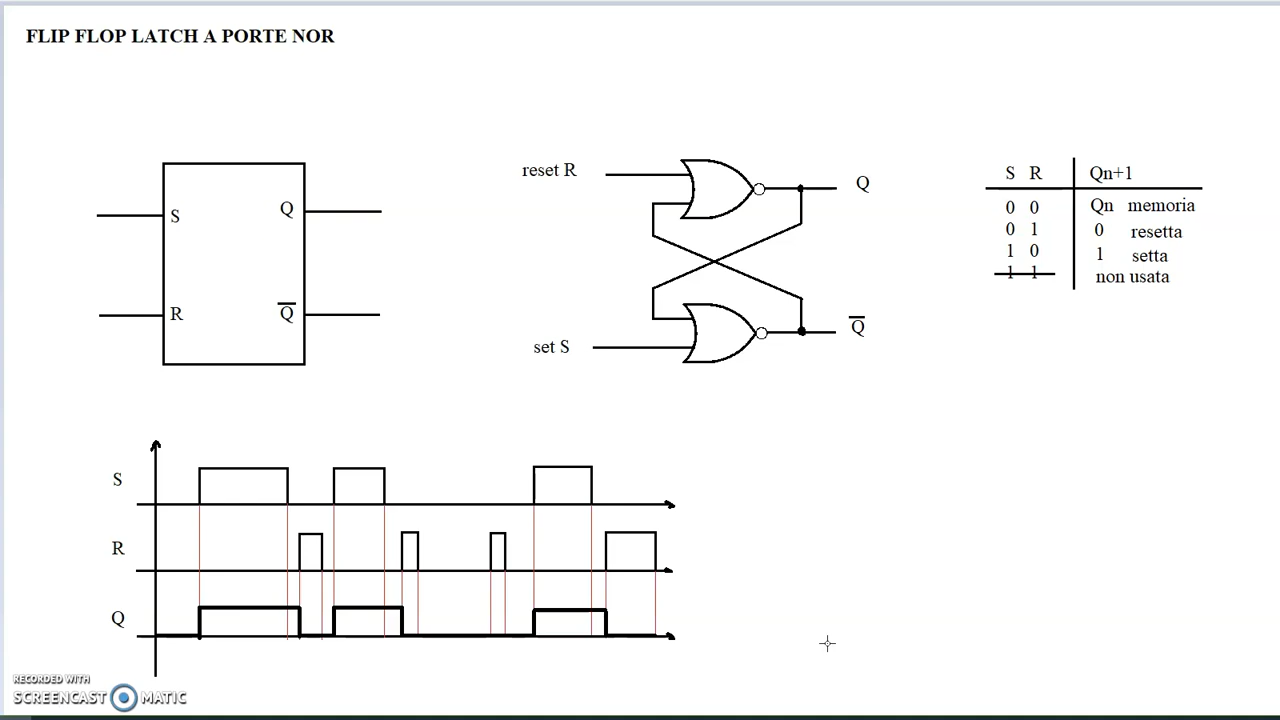 FLIP FLOP LATCH A PORTE NOR
S Q
R Q̅
reset R
Q
set S
Q̅
S R Qn+1
0 0 Qn memoria
0 1 0 resetta
1 0 1 setta
1 1 non usata
S
R
Q
RECORDED WITH
SCREENCAST MATIC